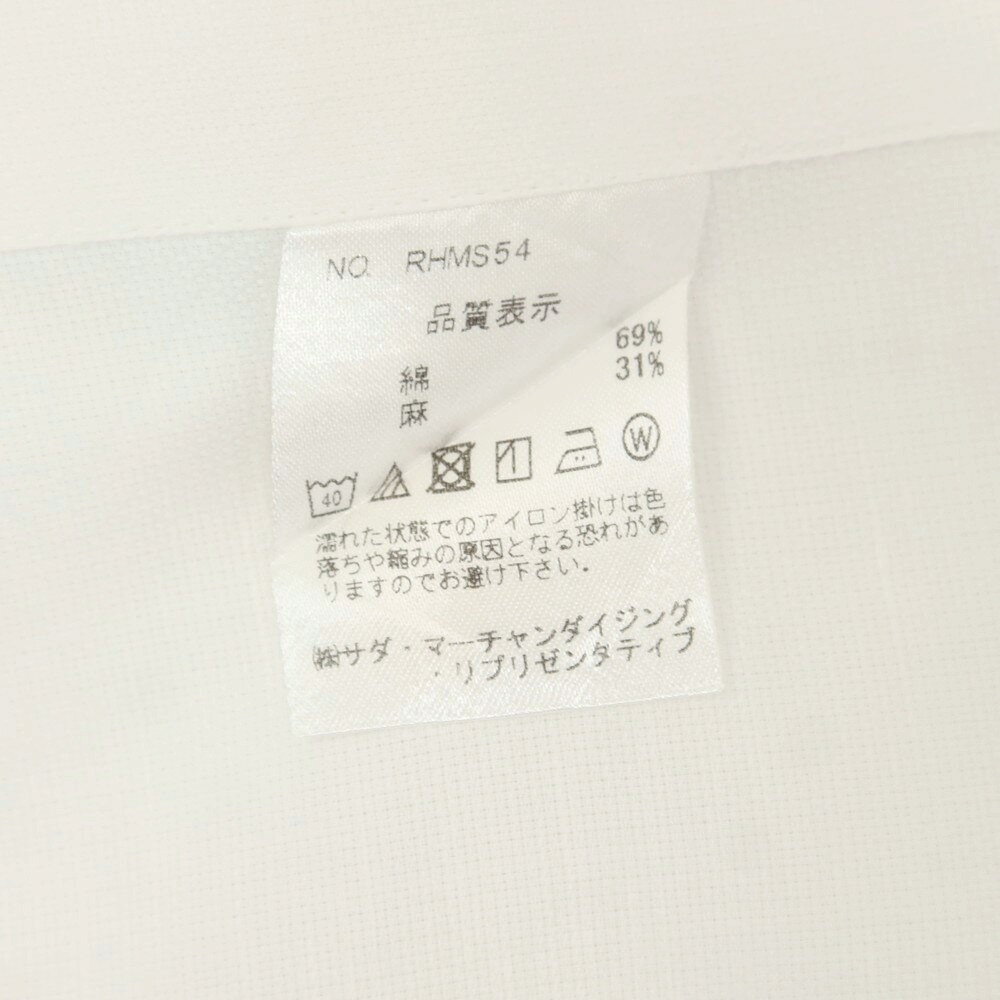 NO. RHMS54
品質表示
綿 69%
麻 31%
40 W
濡れた状態でのアイロン掛けは色
落ちや縮みの原因となる恐れがあ
りますのでお避け下さい。
㈱サダ・マーチャンダイジング
・リプリゼンタティブ